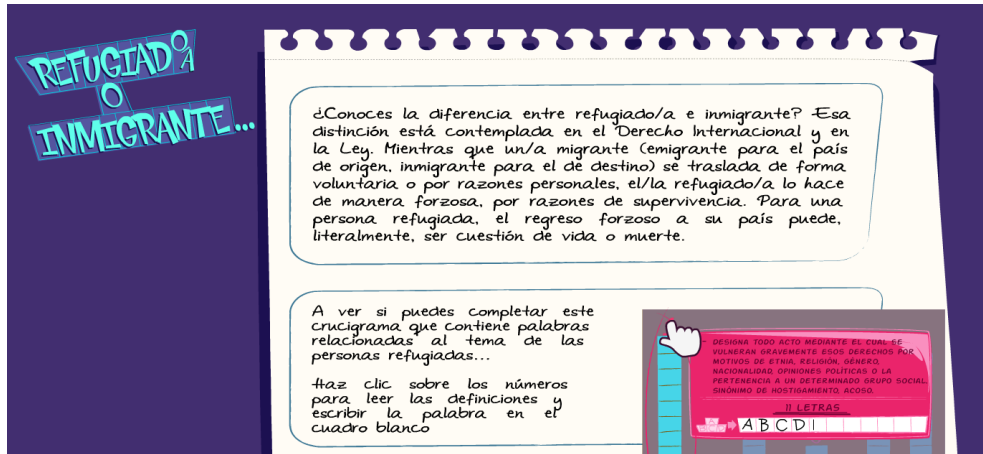 REFUGIAD O
A
O
INMIGRANTE...
¿Conoces la diferencia entre refugiado/a e inmigrante? Esa
distinción está contemplada en el Derecho Internacional y en
la Ley. Mientras que un/a migrante (emigrante para el país
de origen, inmigrante para el de destino) se traslada de forma
voluntaria o por razones personales, el/la refugiado/a lo hace
de manera forzosa, por razones de supervivencia. Para una
persona refugiada, el regreso forzoso a su país puede,
literalmente, ser cuestión de vida o muerte.
A ver si puedes completar este
crucigrama que contiene palabras
relacionadas al tema de las
personas refugiadas...
Haz clic sobre los números
para leer las definiciones y
escribir la palabra en el
cuadro blanco
- DESIGNA TODO ACTO MEDIANTE EL CUAL SE
VULNERAN GRAVEMENTE ESOS DERECHOS POR
MOTIVOS DE ETNIA, RELIGIÓN, GÉNERO,
NACIONALIDAD, OPINIONES POLÍTICAS O LA
PERTENENCIA A UN DETERMINADO GRUPO SOCIAL.
SINÓNIMO DE HOSTIGAMIENTO, ACOSO.
11 LETRAS
A B C D I